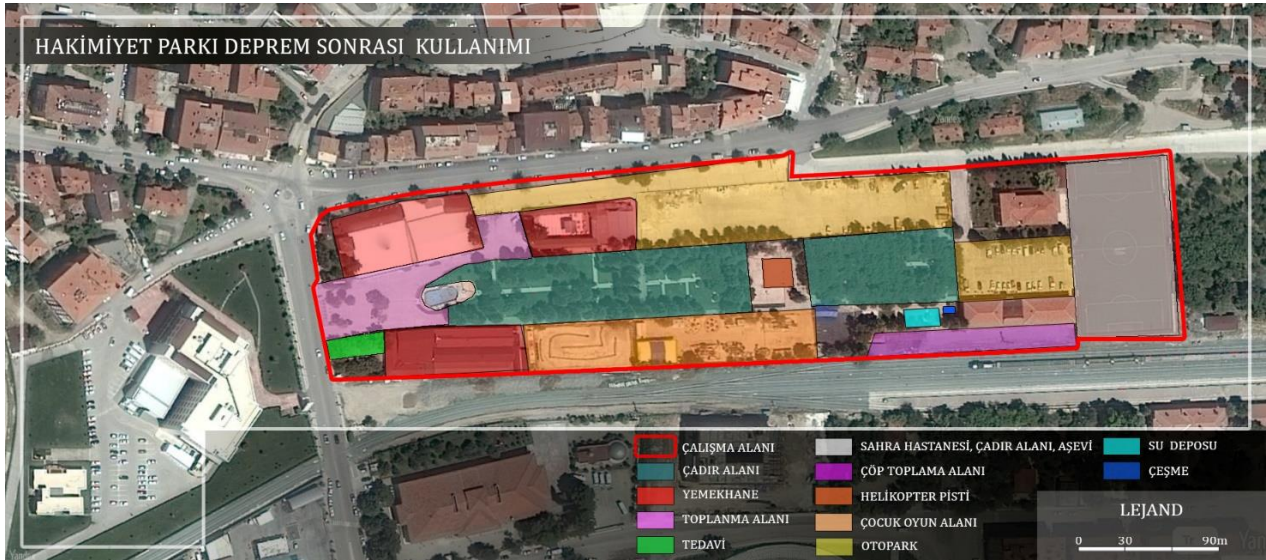 HAKİMİYET PARKI DEPREM SONRASI KULLANIMI
Yandex
ÇALIŞMA ALANI
ÇADIR ALANI
YEMEKHANE
TOPLANMA ALANI
TEDAVİ
SAHRA HASTANESİ, ÇADIR ALANI, AŞEVİ
ÇÖP TOPLAMA ALANI
HELİKOPTER PİSTİ
ÇOCUK OYUN ALANI
OTOPARK
SU DEPOSU
ÇEŞME
LEJAND
0 30 90m